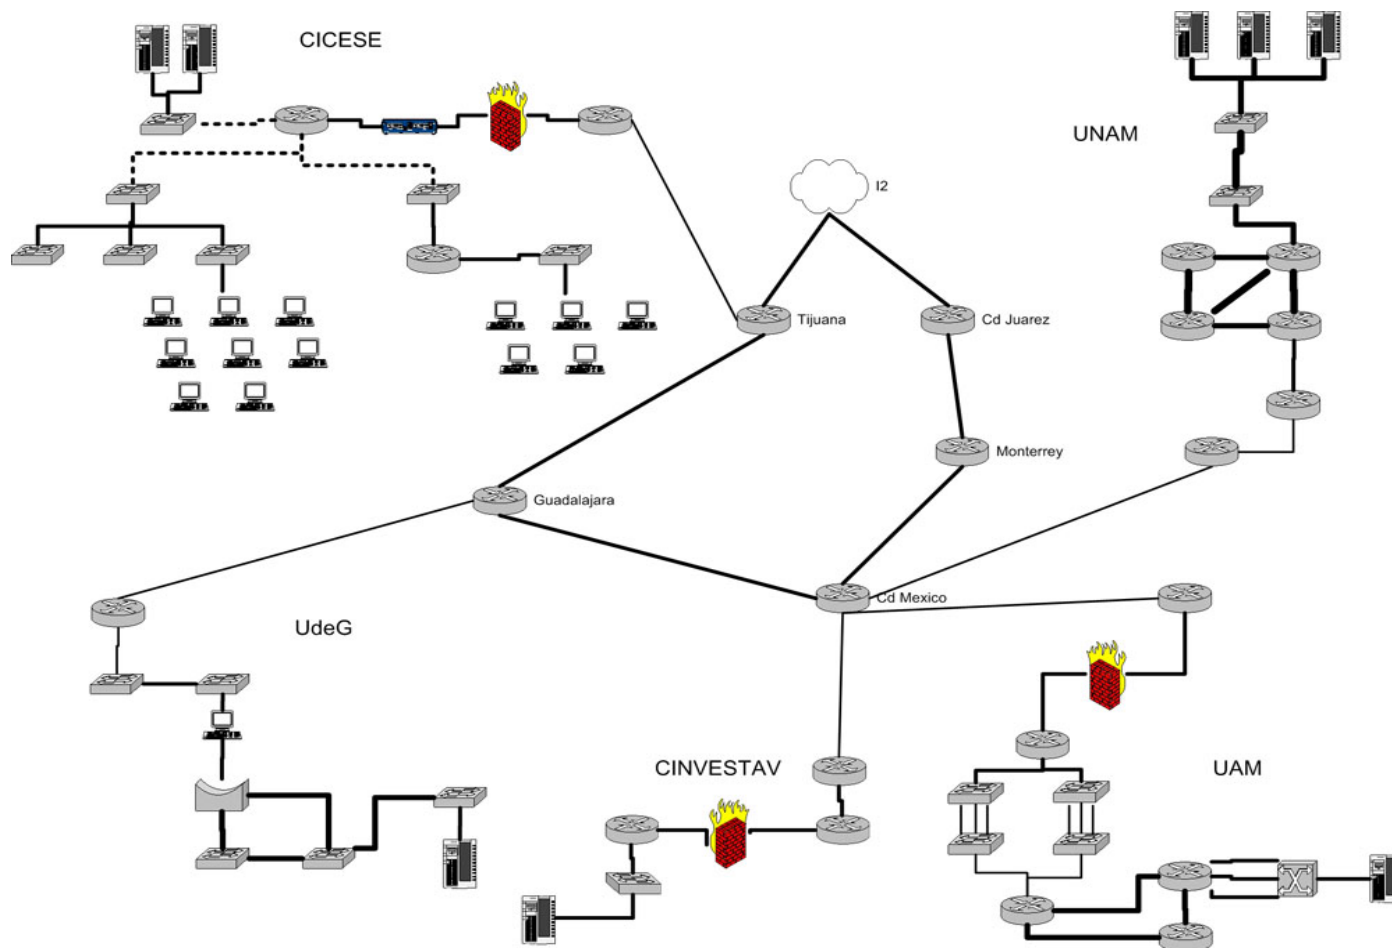 CICESE
UNAM
I2
Tijuana
Cd Juarez
Monterrey
Guadalajara
Cd Mexico
UdeG
CINVESTAV
UAM